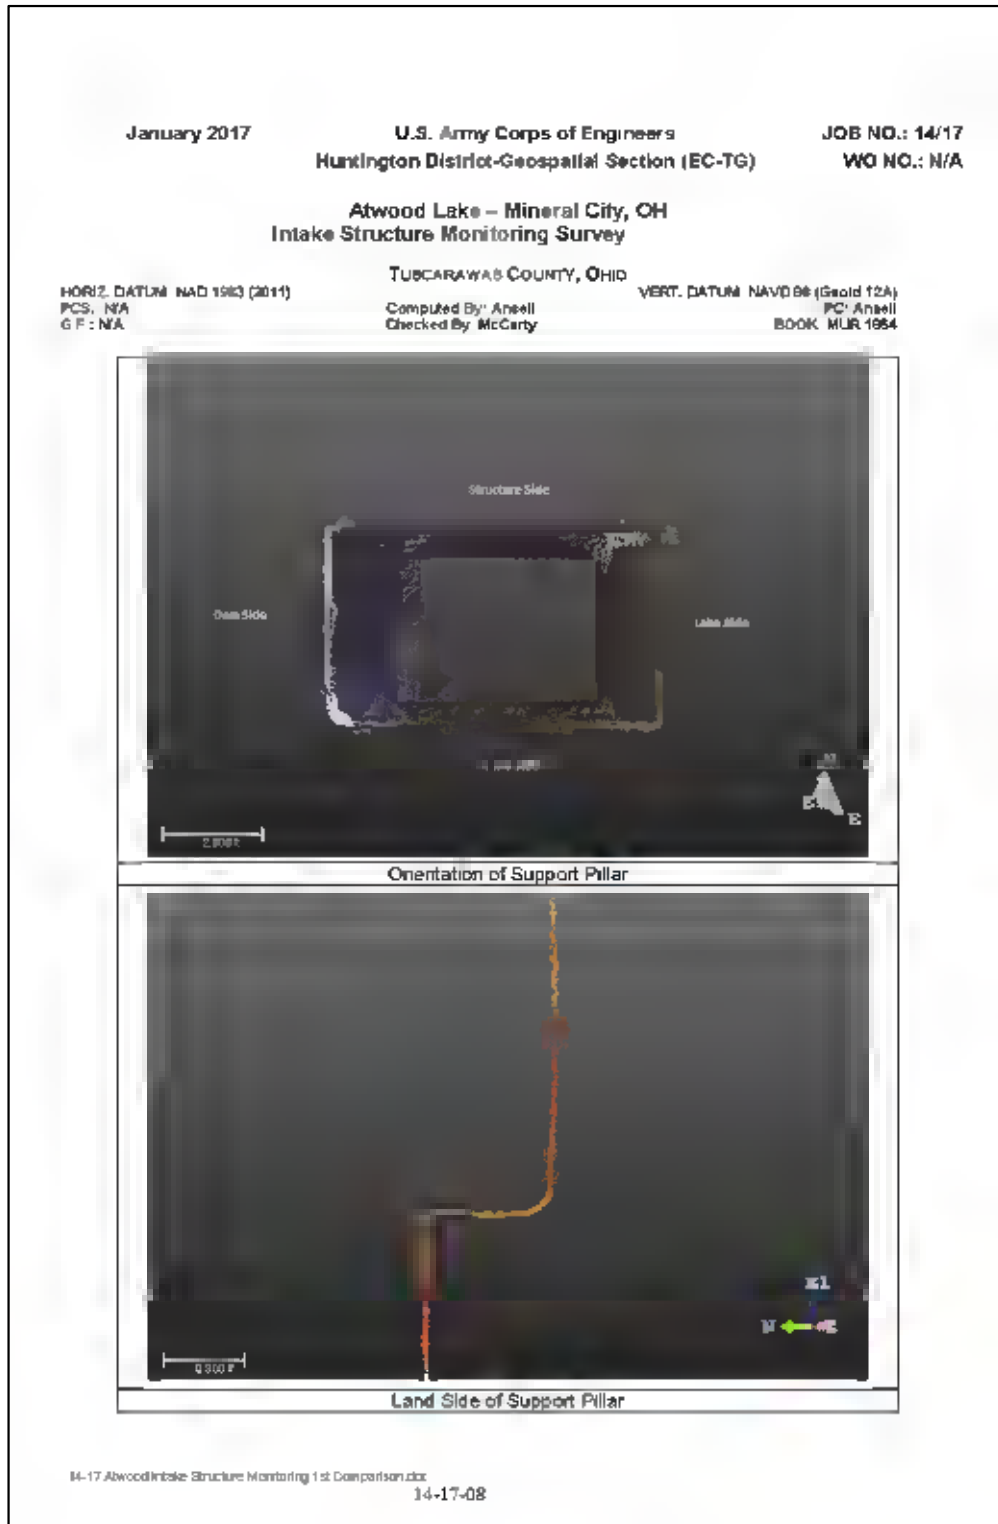 January 2017 U.S. Army Corps of Engineers JOB NO.: 14/17
Huntington District-Geospatial Section (EC-TG) WO NO.: N/A
Atwood Lake – Mineral City, OH
Intake Structure Monitoring Survey
TUSCARAWAS COUNTY, OHIO
HORIZ. DATUM NAD 1983 (2011) VERT. DATUM NAVD 88 (Geoid 12A)
PCS. N/A Computed By: Ansell PC: Ansell
G.F.: N/A Checked By McCarty BOOK MUR 1954
Structure Side
Dam Side
Lake Side
N
E
Orientation of Support Pillar
El
N E
Land Side of Support Pillar
14-17 Atwood Intake Structure Monitoring 1st Comparison
14-17-08